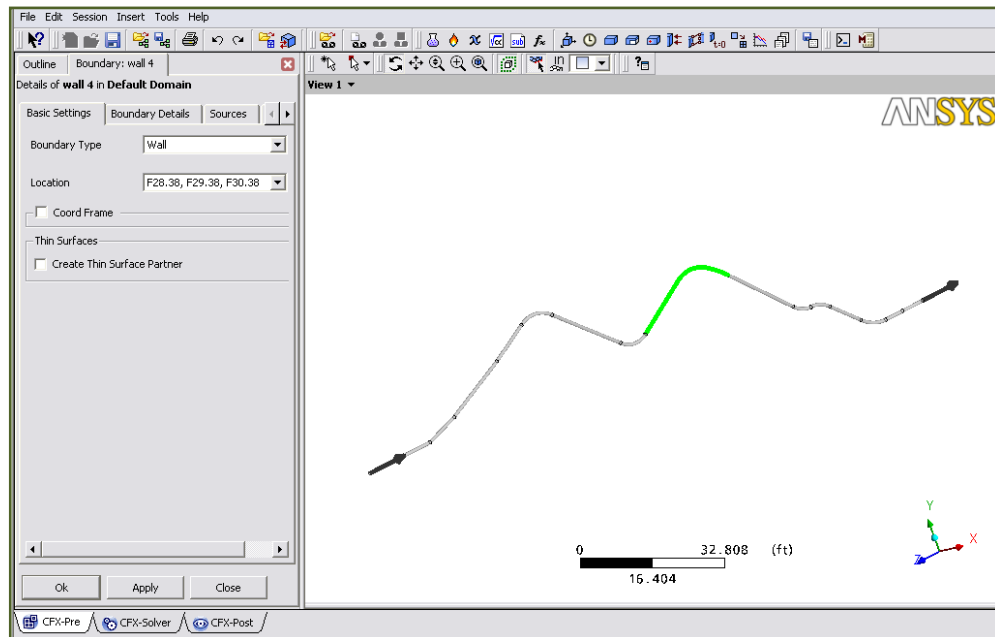 File Edit Session Insert Tools Help
Outline Boundary: wall 4
Details of wall 4 in Default Domain
Basic Settings Boundary Details Sources
Boundary Type Wall
Location F28.38, F29.38, F30.38
Coord Frame
Thin Surfaces
Create Thin Surface Partner
Ok Apply Close
CFX-Pre CFX-Solver CFX-Post
View 1
ANSYS
0 32.808 (ft)
16.404
Y
X
Z